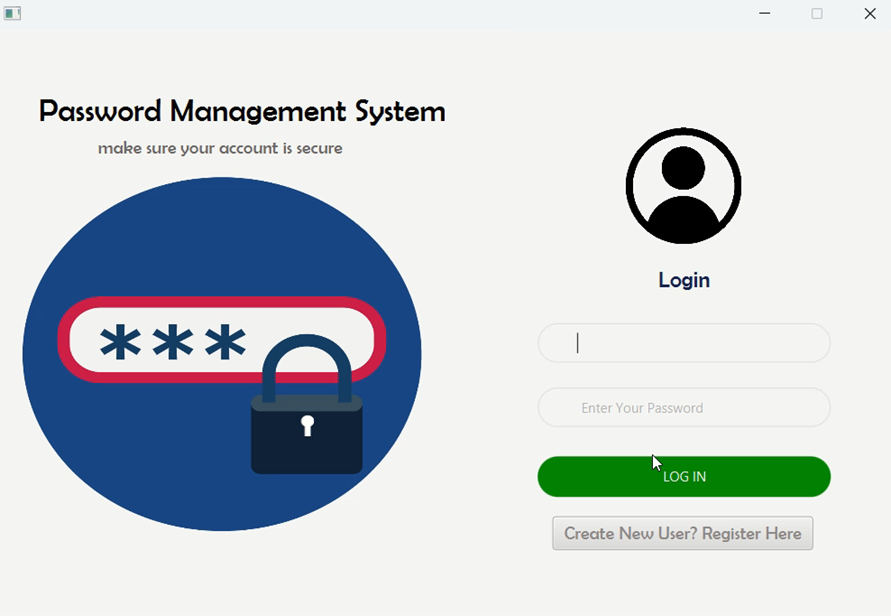 Password Management System
make sure your account is secure
***
Login
Enter Your Password
LOG IN
Create New User? Register Here